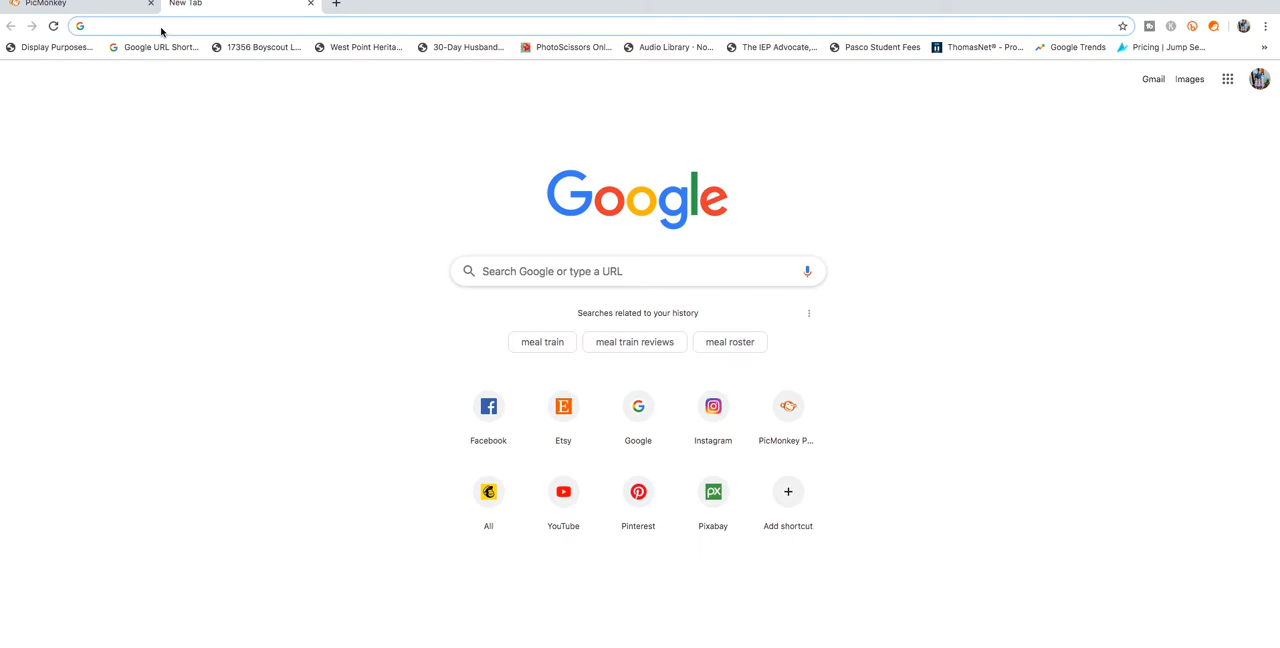 PicMonkey New Tab
Display Purposes... Google URL Short... 17356 Boyscout L... West Point Herita... 30-Day Husband... PhotoScissors Onl... Audio Library · No... The IEP Advocate,... Pasco Student Fees ThomasNet® - Pro... Google Trends Pricing | Jump Se... »
Gmail Images
Google
Search Google or type a URL
Searches related to your history
meal train meal train reviews meal roster
Facebook Etsy Google Instagram PicMonkey P...
All YouTube Pinterest Pixabay Add shortcut